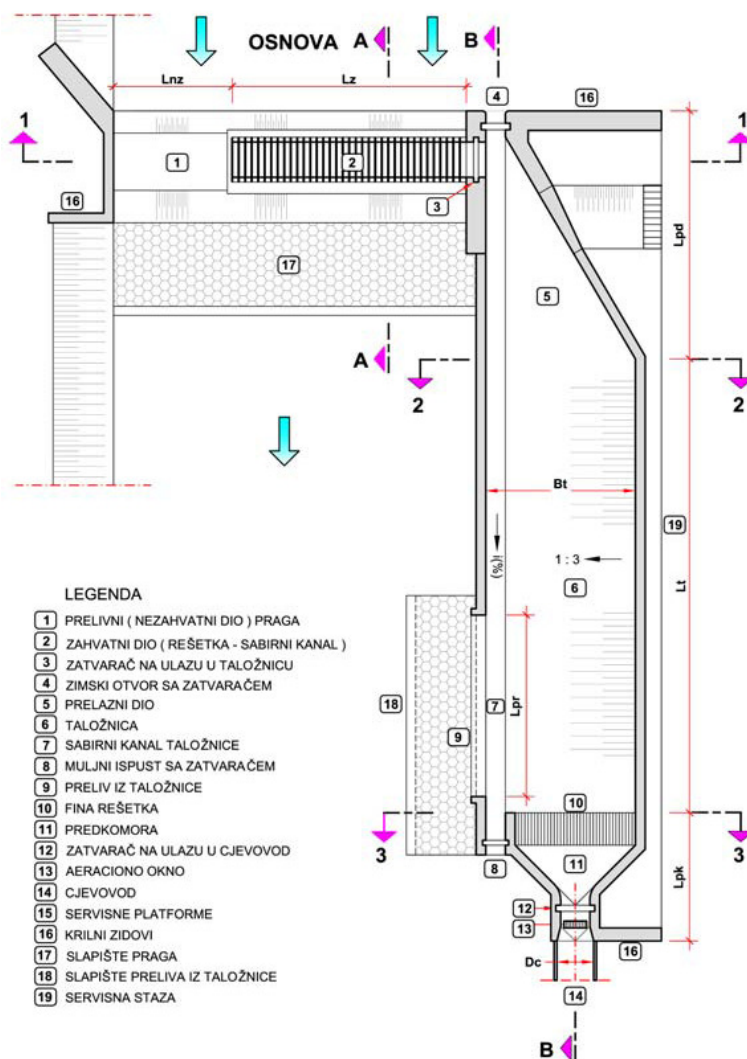 OSNOVA
A
B
Lnz
Lz
4
16
1
1
1
2
3
16
Lpd
17
5
A
2
2
Bt
19
i(%)
1 : 3
6
Lt
LEGENDA
1 PRELIVNI ( NEZAHVATNI DIO ) PRAGA
2 ZAHVATNI DIO ( REŠETKA - SABIRNI KANAL )
3 ZATVARAČ NA ULAZU U TALOŽNICU
4 ZIMSKI OTVOR SA ZATVARAČEM
5 PRELAZNI DIO
6 TALOŽNICA
7 SABIRNI KANAL TALOŽNICE
8 MULJNI ISPUST SA ZATVARAČEM
9 PRELIV IZ TALOŽNICE
10 FINA REŠETKA
11 PREDKOMORA
12 ZATVARAČ NA ULAZU U CJEVOVOD
13 AERACIONO OKNO
14 CJEVOVOD
15 SERVISNE PLATFORME
16 KRILNI ZIDOVI
17 SLAPIŠTE PRAGA
18 SLAPIŠTE PRELIVA IZ TALOŽNICE
19 SERVISNA STAZA
18
9
7
Lpr
10
3
3
8
11
Lpk
12
13
16
Dc
14
B